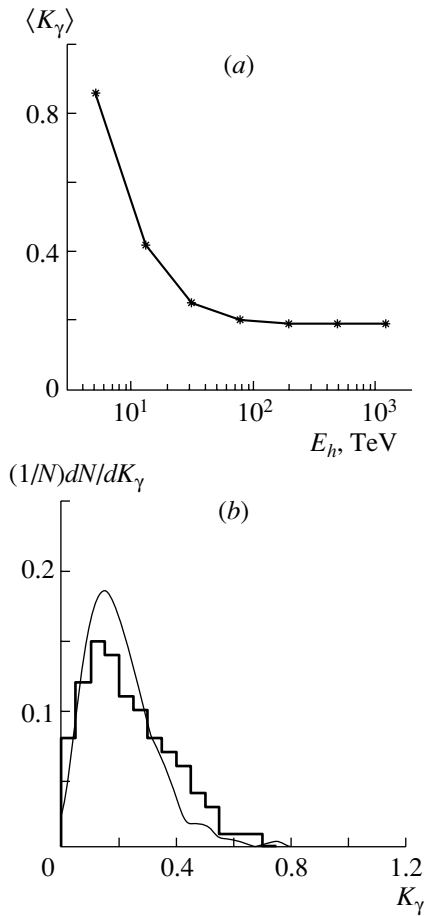 ⟨K_γ⟩
(a)
0.8
0.4
0
10^1
10^2
10^3
E_h, TeV
(1/N)dN/dK_γ
(b)
0.2
0.1
0
0.4
0.8
1.2
K_γ